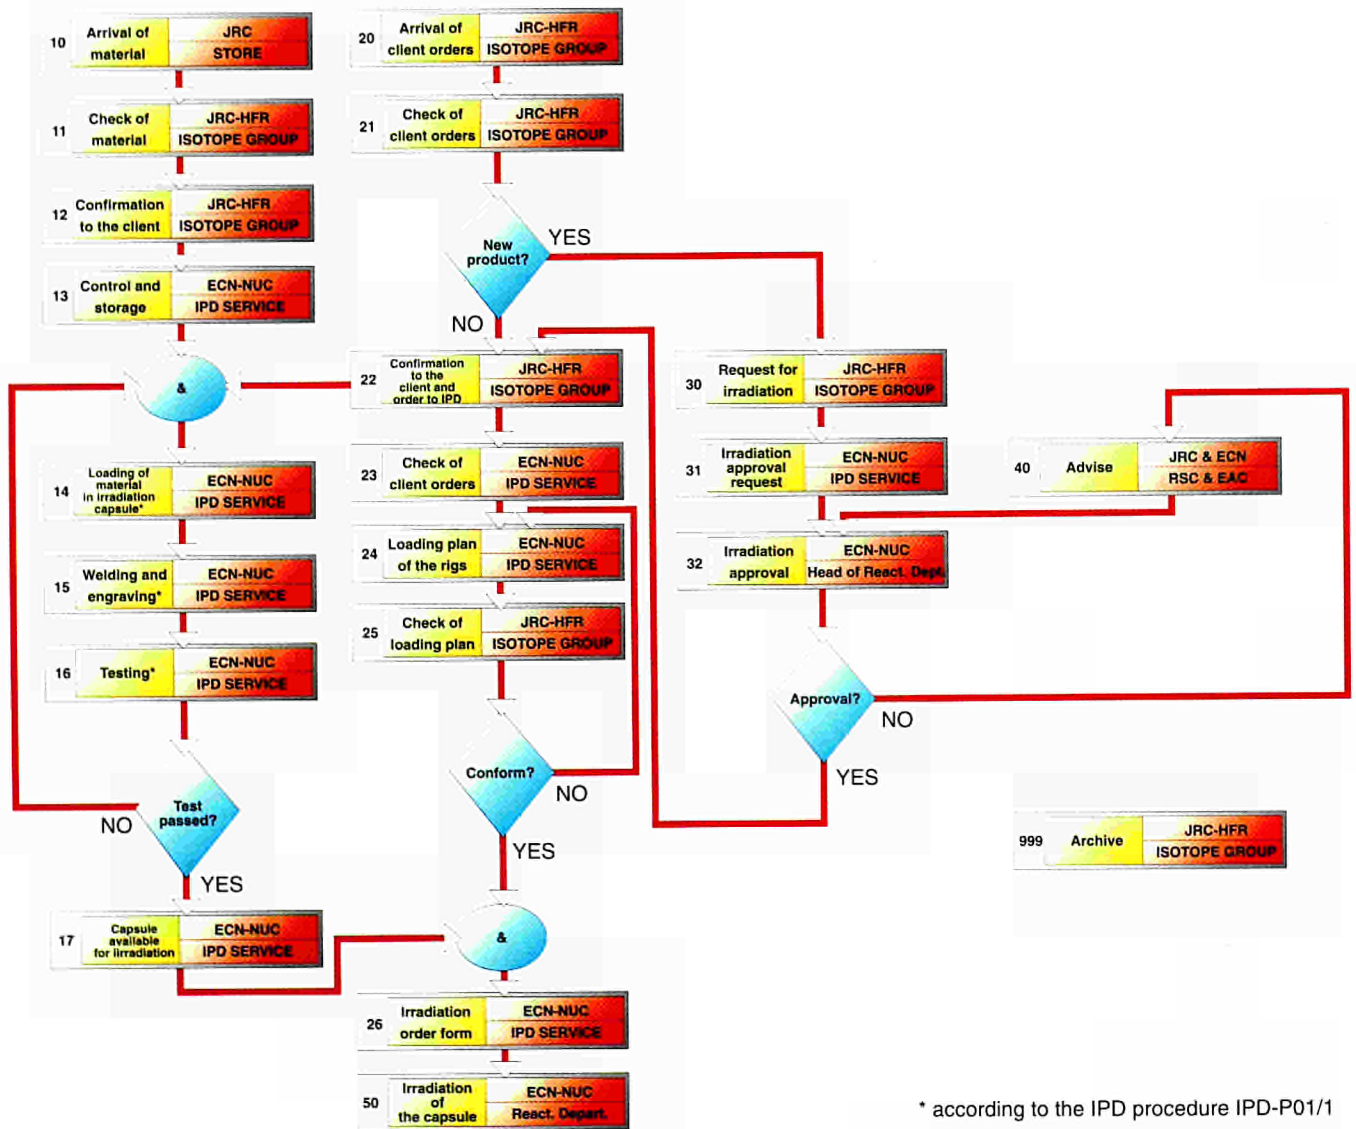 10
Arrival of
material
JRC
STORE
11
Check of
material
JRC-HFR
ISOTOPE GROUP
12
Confirmation
to the client
JRC-HFR
ISOTOPE GROUP
13
Control and
storage
ECN-NUC
IPD SERVICE
&
14
Loading of
material
in irradiation
capsule*
ECN-NUC
IPD SERVICE
15
Welding and
engraving*
ECN-NUC
IPD SERVICE
16
Testing*
ECN-NUC
IPD SERVICE
Test
passed?
NO
YES
17
Capsule
available
for iirradiation
ECN-NUC
IPD SERVICE
20
Arrival of
client orders
JRC-HFR
ISOTOPE GROUP
21
Check of
client orders
JRC-HFR
ISOTOPE GROUP
New
product?
YES
NO
22
Confirmation
to the
client and
order to IPD
JRC-HFR
ISOTOPE GROUP
23
Check of
client orders
ECN-NUC
IPD SERVICE
24
Loading plan
of the rigs
ECN-NUC
IPD SERVICE
25
Check of
loading plan
JRC-HFR
ISOTOPE GROUP
Conform?
NO
YES
&
26
Irradiation
order form
ECN-NUC
IPD SERVICE
50
Irradiation
of
the capsule
ECN-NUC
React. Depart.
30
Request for
irradiation
JRC-HFR
ISOTOPE GROUP
31
Irradiation
approval
request
ECN-NUC
IPD SERVICE
32
Irradiation
approval
ECN-NUC
Head of React. Dept.
Approval?
NO
YES
40
Advise
JRC & ECN
RSC & EAC
999
Archive
JRC-HFR
ISOTOPE GROUP
* according to the IPD procedure IPD-P01/1